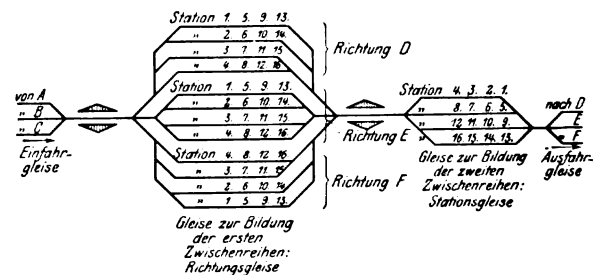 Station 1. 5. 9. 13.
" 2 6 10 14.
" 3. 7 11 15
" 4 8 12 16
Richtung D
von A
" B
" C
Einfahr-
gleise
Station 1. 5. 9. 13.
" 2 6 10 14.
" 3. 7. 11. 15.
" 4. 8. 12. 16.
Richtung E
Station 4. 8. 12 16
" 3. 7. 11 15
" 2 6 10 14
" 1 5 9. 13.
Richtung F
Gleise zur Bildung
der ersten
Zwischenreihen:
Richtungsgleise
Station 4. 3. 2. 1.
" 8. 7. 6. 5.
" 12 11. 10. 9.
" 16. 15. 14. 13.
Gleise zur Bildung
der zweiten
Zwischenreihen:
Stationsgleise
nach D
" E
" F
Ausfahr-
gleise